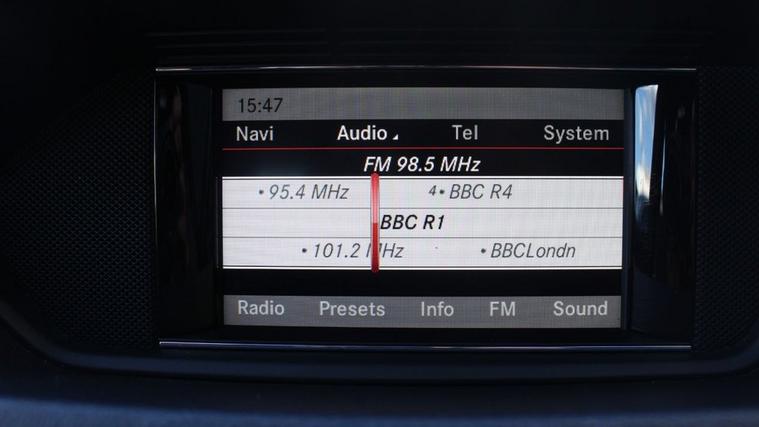 15:47
Navi Audio Tel System
FM 98.5 MHz
• 95.4 MHz 4• BBC R4
BBC R1
• 101.2 MHz • BBCLondn
Radio Presets Info FM Sound